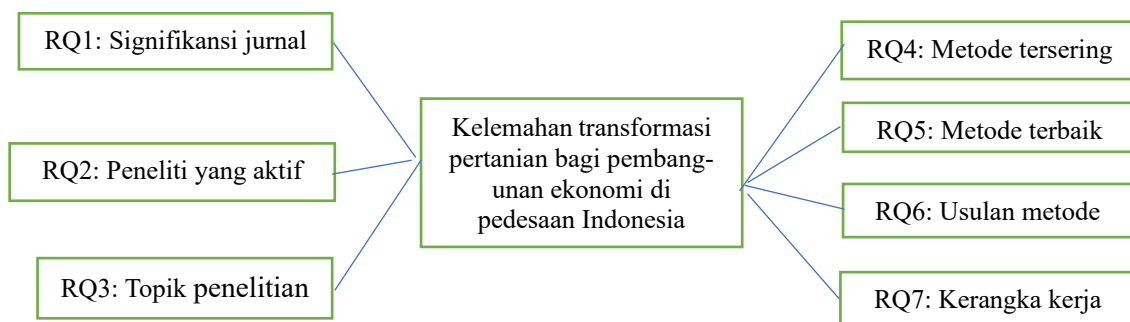 RQ1: Signifikansi jurnal
RQ2: Peneliti yang aktif
RQ3: Topik penelitian
Kelemahan transformasi
pertanian bagi pembang-
unan ekonomi di
pedesaan Indonesia
RQ4: Metode tersering
RQ5: Metode terbaik
RQ6: Usulan metode
RQ7: Kerangka kerja